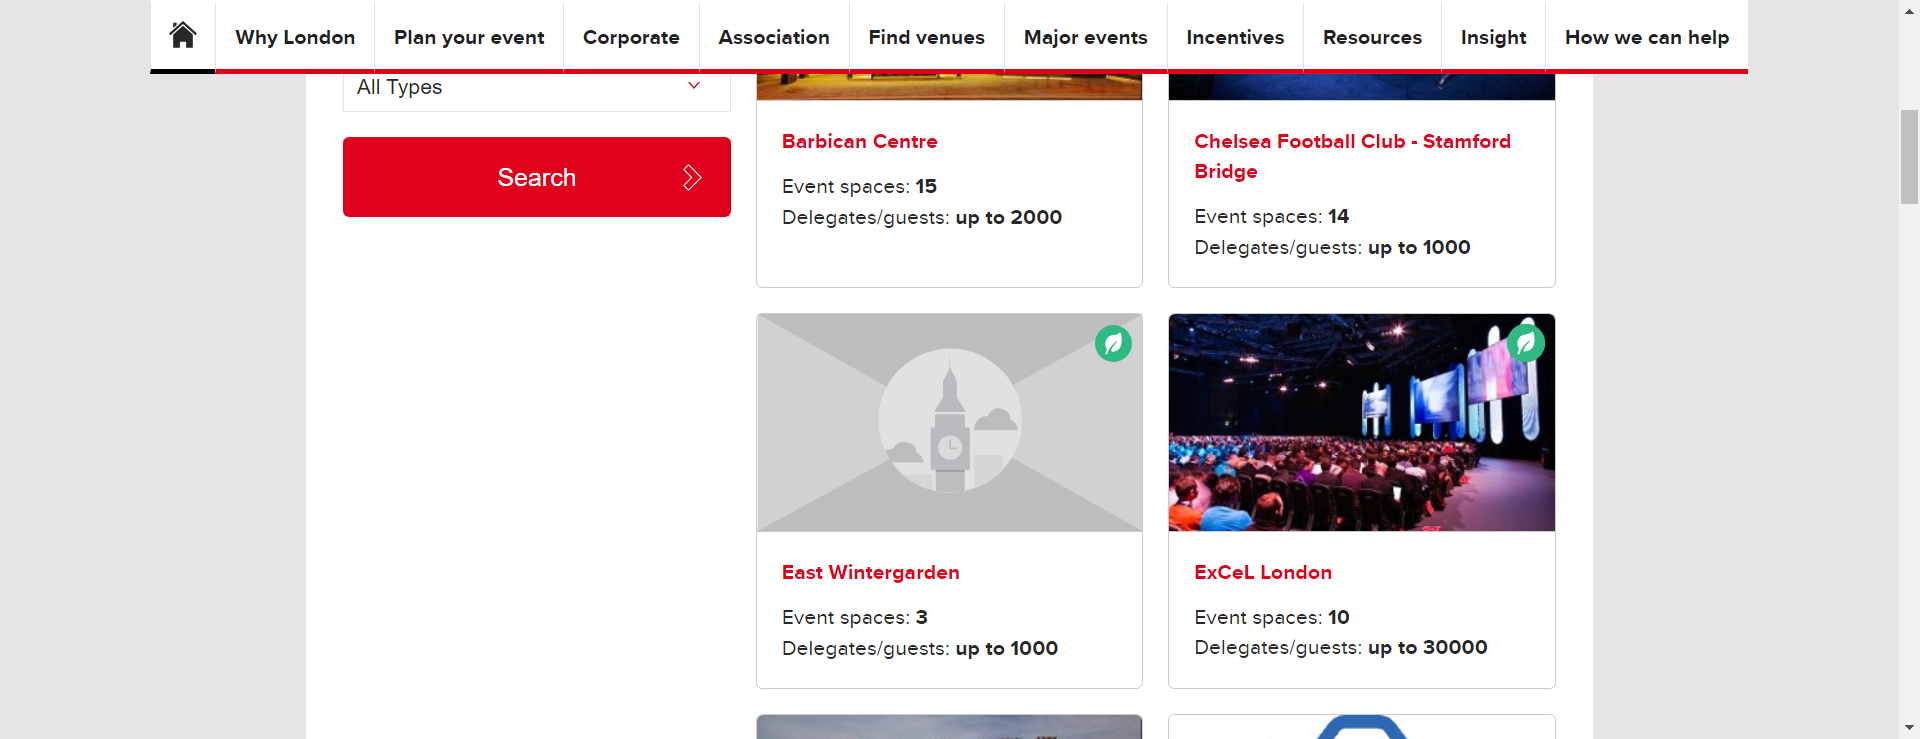 Why London
Plan your event
Corporate
Association
Find venues
Major events
Incentives
Resources
Insight
How we can help
All Types
Search
Barbican Centre
Event spaces: 15
Delegates/guests: up to 2000
Chelsea Football Club - Stamford
Bridge
Event spaces: 14
Delegates/guests: up to 1000
East Wintergarden
Event spaces: 3
Delegates/guests: up to 1000
ExCeL London
Event spaces: 10
Delegates/guests: up to 30000